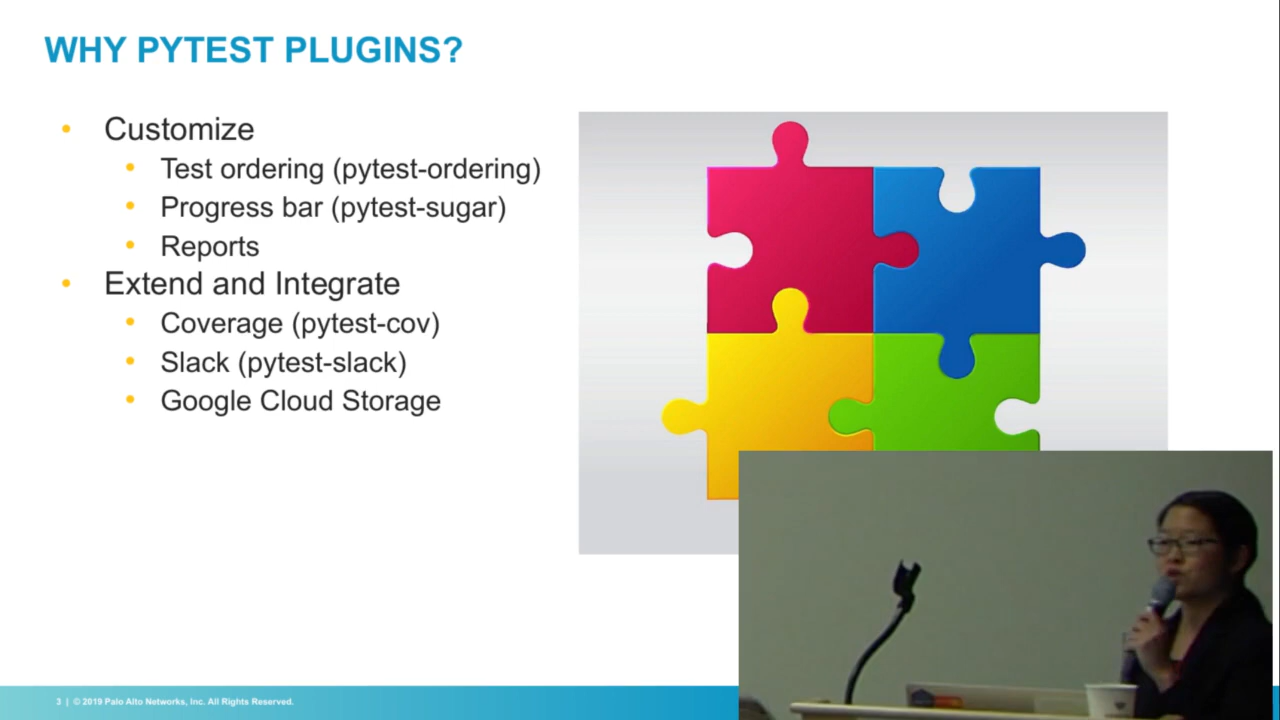 WHY PYTEST PLUGINS?
• Customize
• Test ordering (pytest-ordering)
• Progress bar (pytest-sugar)
• Reports
• Extend and Integrate
• Coverage (pytest-cov)
• Slack (pytest-slack)
• Google Cloud Storage
3 | © 2019 Palo Alto Networks, Inc. All Rights Reserved.